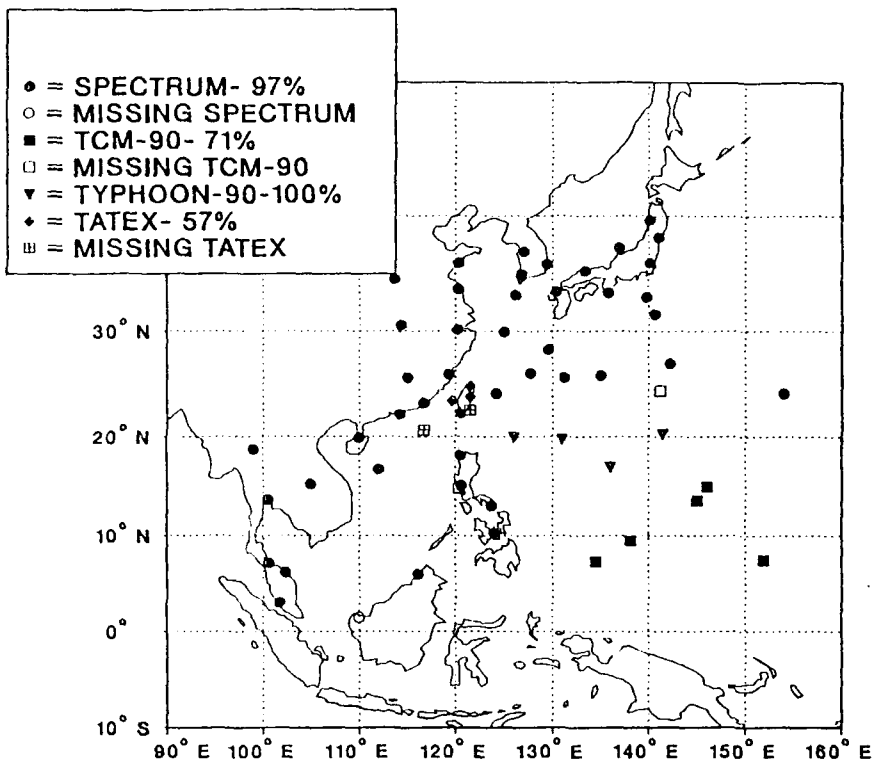 ● = SPECTRUM- 97%
○ = MISSING SPECTRUM
■ = TCM-90- 71%
□ = MISSING TCM-90
▼ = TYPHOON-90-100%
◆ = TATEX- 57%
⊞ = MISSING TATEX
30° N
20° N
10° N
0°
10° S
90° E 100° E 110° E 120° E 130° E 140° E 150° E 160° E